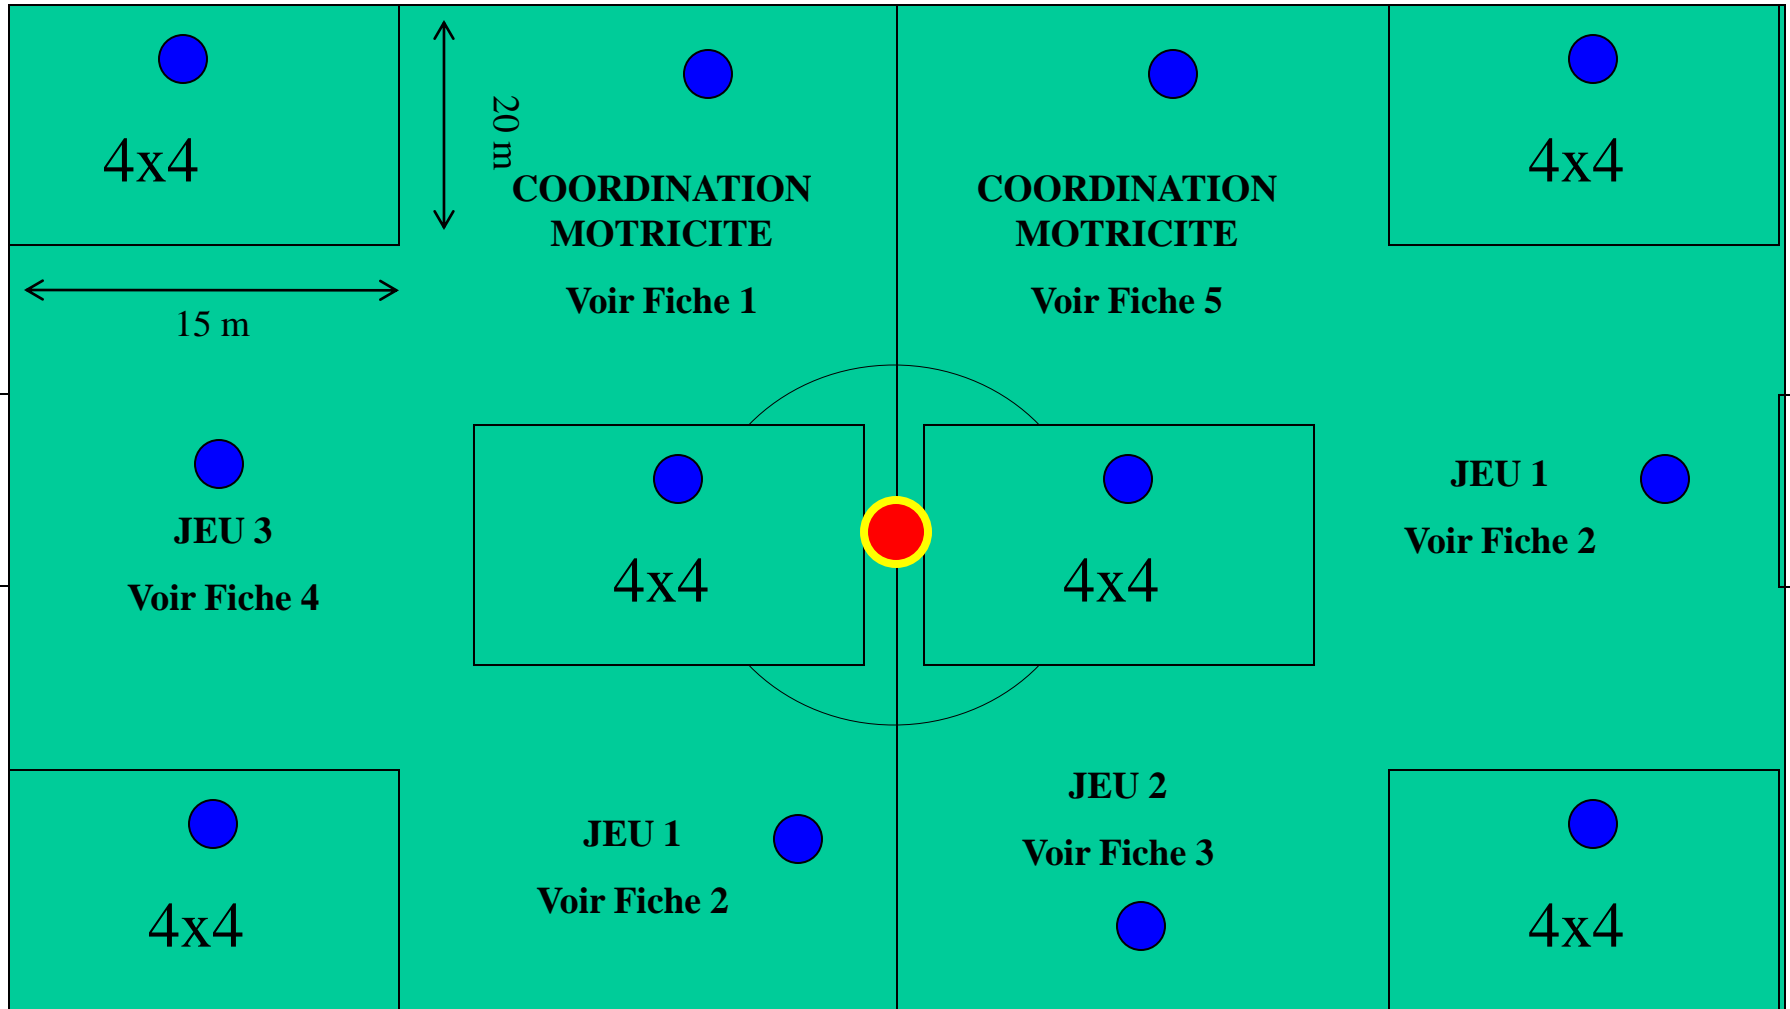 4x4
20 m
COORDINATION
MOTRICITE
Voir Fiche 1
COORDINATION
MOTRICITE
Voir Fiche 5
4x4
15 m
JEU 3
Voir Fiche 4
4x4
4x4
JEU 1
Voir Fiche 2
4x4
JEU 1
Voir Fiche 2
JEU 2
Voir Fiche 3
4x4